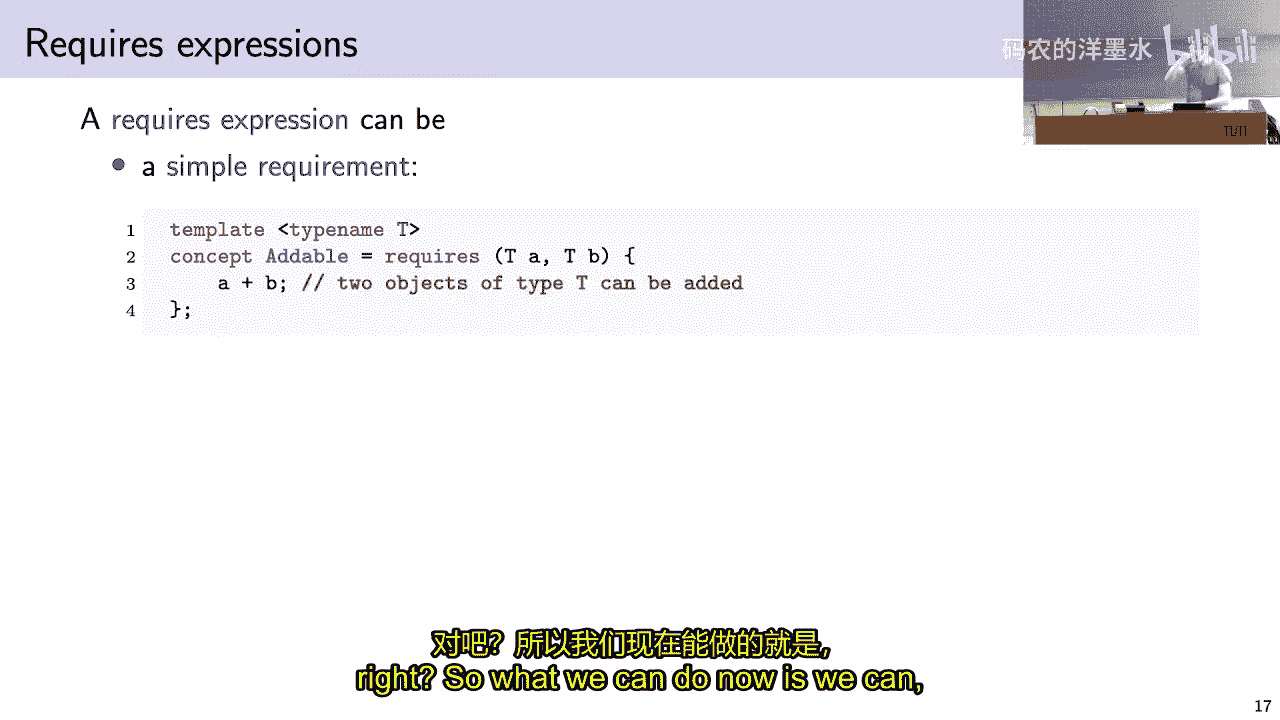 Requires expressions
码农的洋墨水 bilibili
A requires expression can be
• a simple requirement:
1 template <typename T>
2 concept Addable = requires (T a, T b) {
3 a + b; // two objects of type T can be added
4 };
对吧？所以我们现在能做的就是，
right? So what we can do now is we can,
17